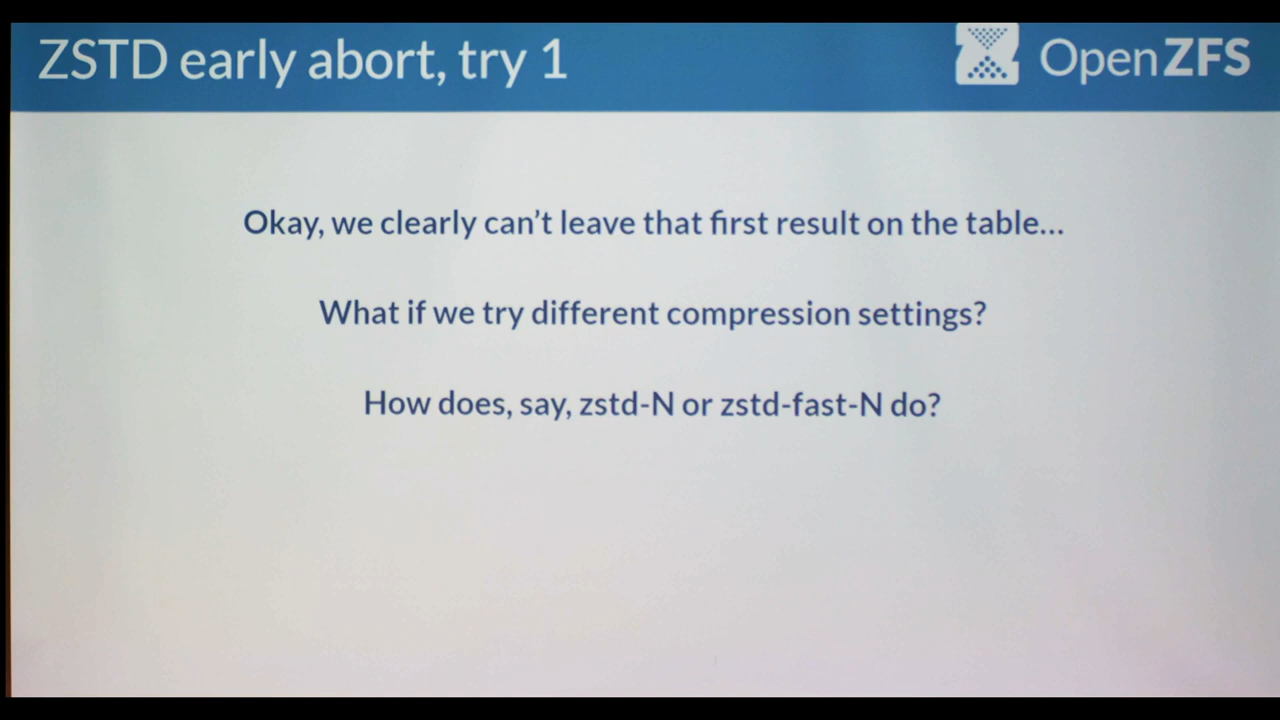 ZSTD early abort, try 1
OpenZFS
Okay, we clearly can’t leave that first result on the table...
What if we try different compression settings?
How does, say, zstd-N or zstd-fast-N do?